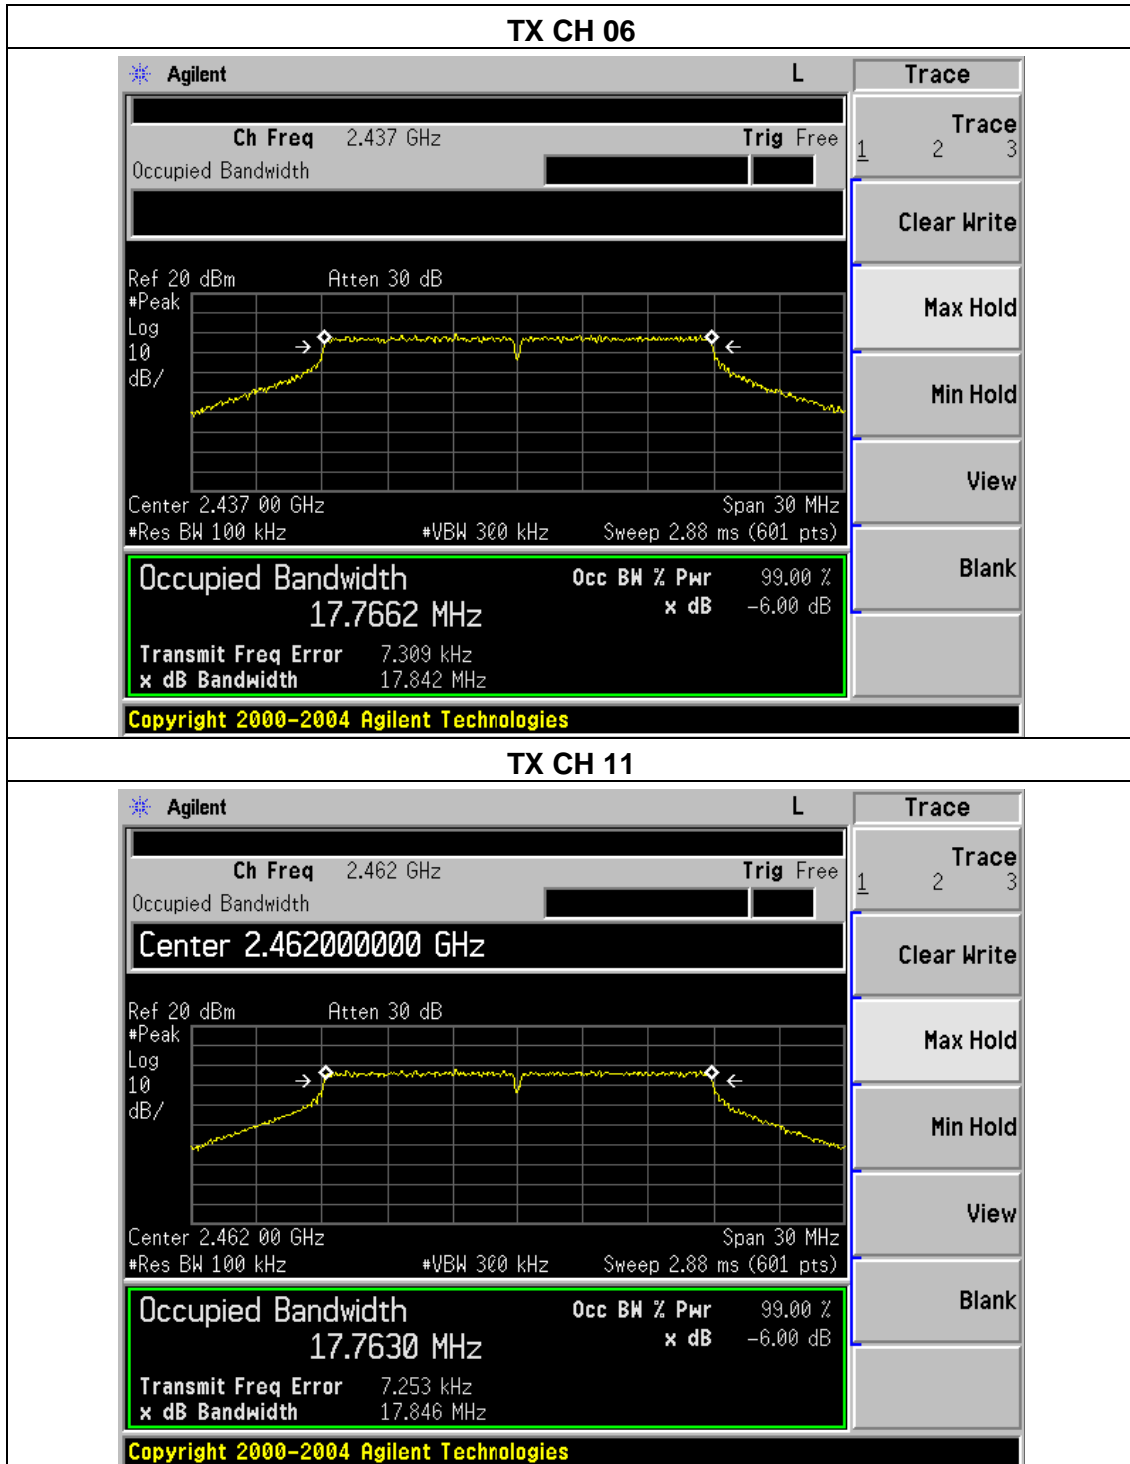 TX CH 06
Agilent L Trace
Ch Freq 2.437 GHz Trig Free
Occupied Bandwidth
Trace
1 2 3
Clear Write
Ref 20 dBm Atten 30 dB
#Peak
Log
10
dB/
Max Hold
Min Hold
View
Center 2.437 00 GHz Span 30 MHz
#Res BW 100 kHz #VBW 300 kHz Sweep 2.88 ms (601 pts)
Blank
Occupied Bandwidth Occ BW % Pwr 99.00 %
17.7662 MHz x dB -6.00 dB
Transmit Freq Error 7.309 kHz
x dB Bandwidth 17.842 MHz
Copyright 2000-2004 Agilent Technologies
TX CH 11
Agilent L Trace
Ch Freq 2.462 GHz Trig Free
Occupied Bandwidth
Trace
1 2 3
Center 2.462000000 GHz
Clear Write
Ref 20 dBm Atten 30 dB
#Peak
Log
10
dB/
Max Hold
Min Hold
View
Center 2.462 00 GHz Span 30 MHz
#Res BW 100 kHz #VBW 300 kHz Sweep 2.88 ms (601 pts)
Blank
Occupied Bandwidth Occ BW % Pwr 99.00 %
17.7630 MHz x dB -6.00 dB
Transmit Freq Error 7.253 kHz
x dB Bandwidth 17.846 MHz
Copyright 2000-2004 Agilent Technologies